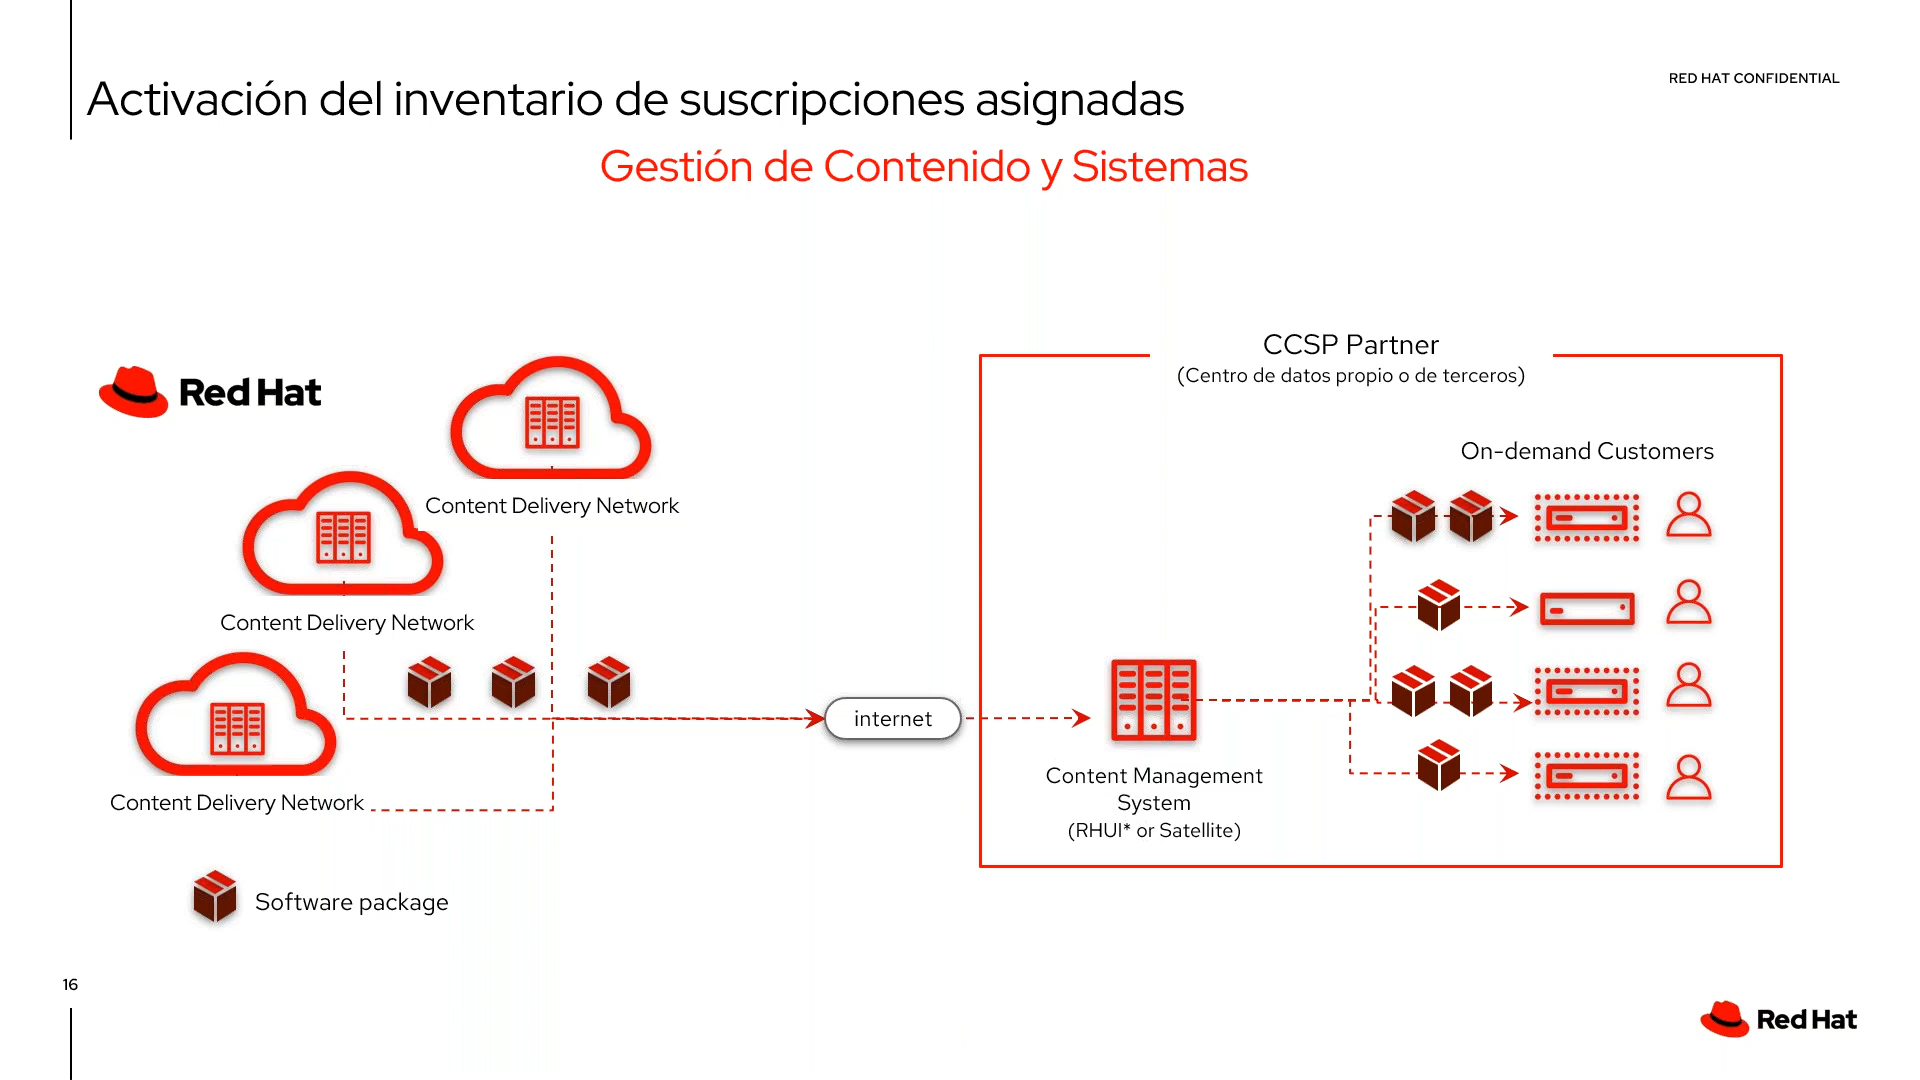 RED HAT CONFIDENTIAL
Activación del inventario de suscripciones asignadas
Gestión de Contenido y Sistemas
Red Hat
Content Delivery Network
Content Delivery Network
Content Delivery Network
Software package
internet
CCSP Partner
(Centro de datos propio o de terceros)
On-demand Customers
Content Management
System
(RHUI* or Satellite)
16
Red Hat